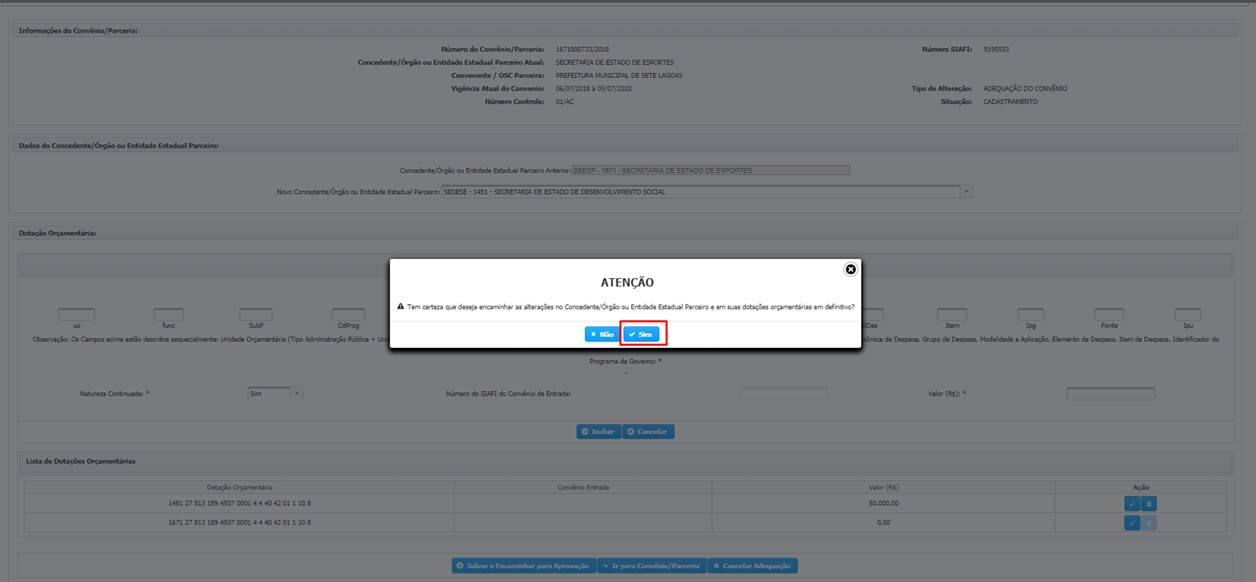 Informações do Convênio/Parceria:
Número do Convênio/Parceria: 1671000733/2018 Número SIAFI: 9195553
Concedente/Órgão ou Entidade Estadual Parceiro Atual: SECRETARIA DE ESTADO DE ESPORTES
Convenente / OSC Parceira: PREFEITURA MUNICIPAL DE SETE LAGOAS
Vigência Atual do Convenio: 06/07/2018 à 05/07/2020 Tipo de Alteração: ADEQUAÇÃO DO CONVÊNIO
Número Controle: 01/AC Situação: CADASTRAMENTO
Dados do Concedente/Órgão ou Entidade Estadual Parceiro:
Concedente/Órgão ou Entidade Estadual Parceiro Anterior: SEESP - 1671 - SECRETARIA DE ESTADO DE ESPORTES
Novo Concedente/Órgão ou Entidade Estadual Parceiro: SEDESE - 1481 - SECRETARIA DE ESTADO DE DESENVOLVIMENTO SOCIAL
Dotação Orçamentária:
ATENÇÃO
Tem certeza que deseja encaminhar as alterações no Concedente/Órgão ou Entidade Estadual Parceiro e em suas dotações orçamentárias em definitivo?
Não Sim
uo func SubF CdProg Item Ipg Fonte Ipu
Observação: Os Campos acima estão descritos sequencialmente: Unidade Orçamentária (Tipo Administração Pública + de Despesa, Grupo de Despesa, Modalidade a Aplicação, Elemento de Despesa, Item de Despesa, Identificador do
Programa de Governo: *
-
Natureza Continuada: * Sim Número do SIAFI do Convênio de Entrada: Valor (R$): *
Incluir Cancelar
Lista de Dotações Orçamentárias
Dotação Orçamentária Convênio Entrada Valor (R$) Ação
1481 27 813 189 4507 0001 4 4 40 42 01 1 10 8 80.000,00
1671 27 813 189 4507 0001 4 4 40 42 01 1 10 8 0,00
Salvar e Encaminhar para Aprovação Ir para Convênio/Parceria Cancelar Adequação